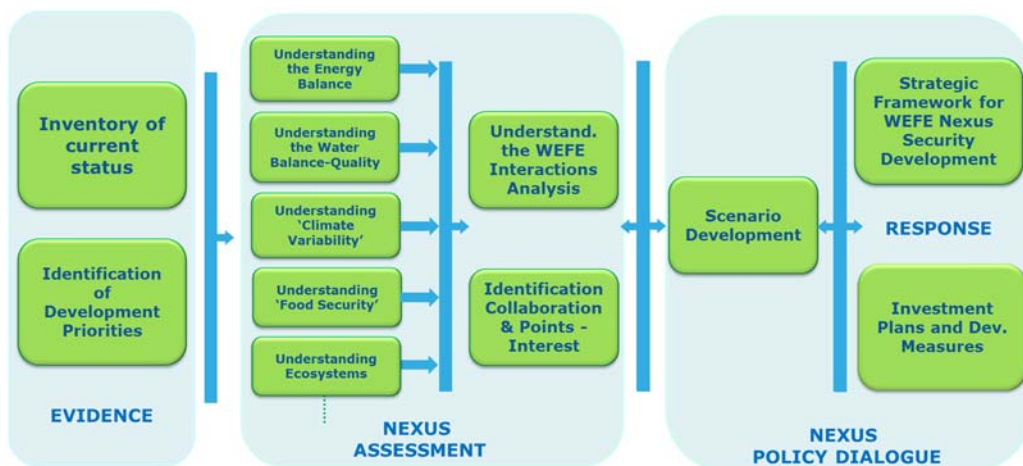 Inventory of
current
status
Identification
of
Development
Priorities
EVIDENCE
Understanding
the Energy
Balance
Understanding
the Water
Balance-Quality
Understanding
‘Climate
Variability’
Understanding
‘Food Security’
Understanding
Ecosystems
Understand.
the WEFE
Interactions
Analysis
Identification
Collaboration
& Points -
Interest
NEXUS
ASSESSMENT
Scenario
Development
Strategic
Framework for
WEFE Nexus
Security
Development
RESPONSE
Investment
Plans and Dev.
Measures
NEXUS
POLICY DIALOGUE